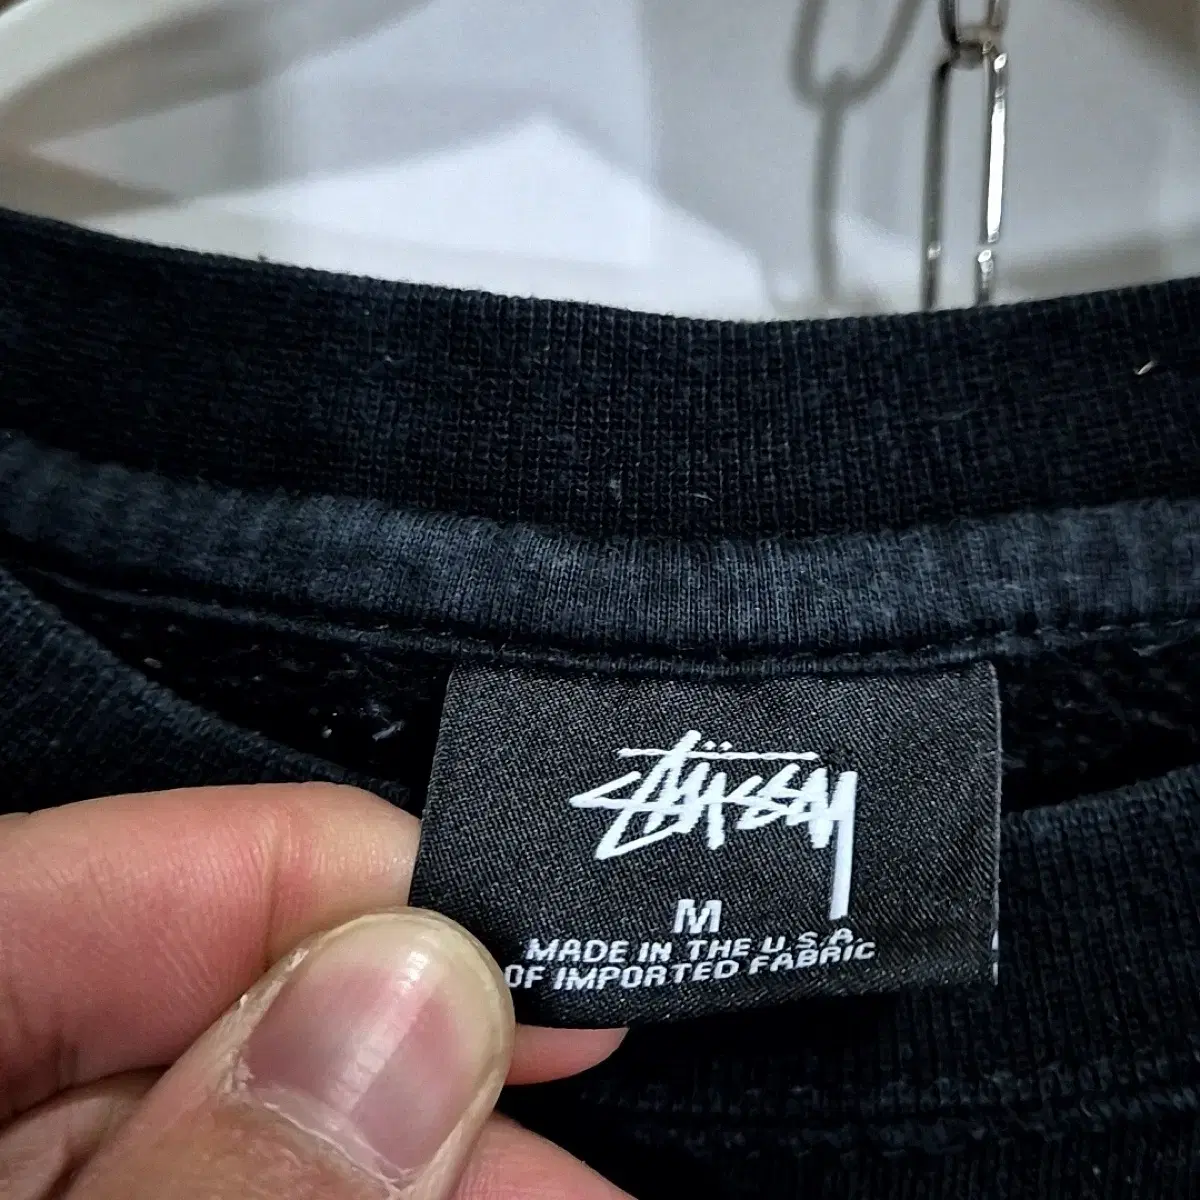 STÜSSY
M
MADE IN THE U.S.A.
OF IMPORTED FABRIC